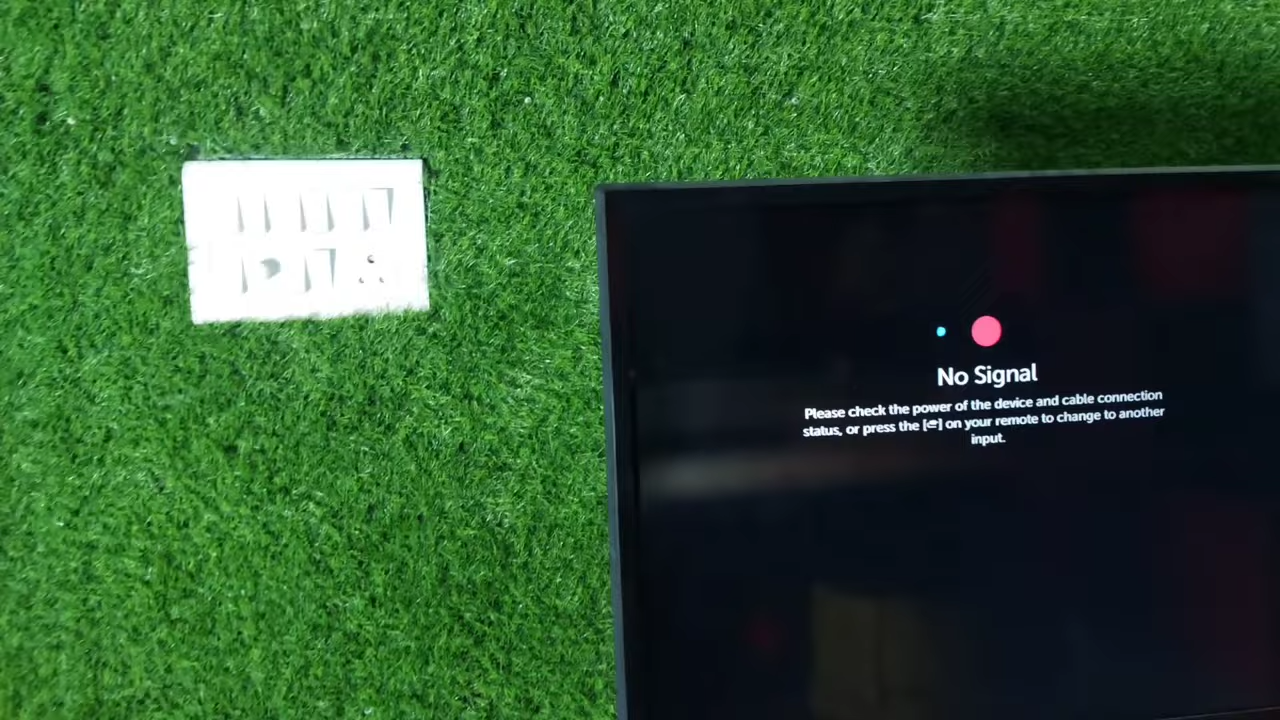 No Signal
Please check the power of the device and cable connection
status, or press the [⮐] on your remote to change to another
input.